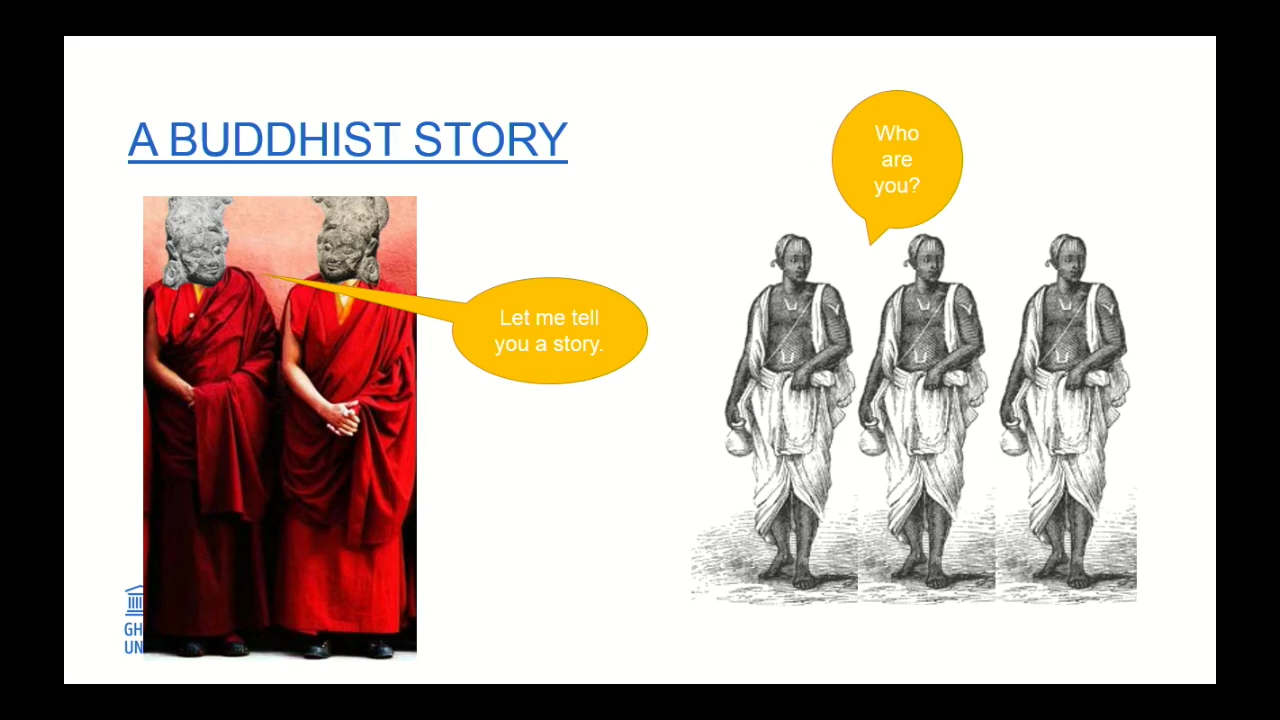 A BUDDHIST STORY
Who
are
you?
Let me tell
you a story.
GH
UN